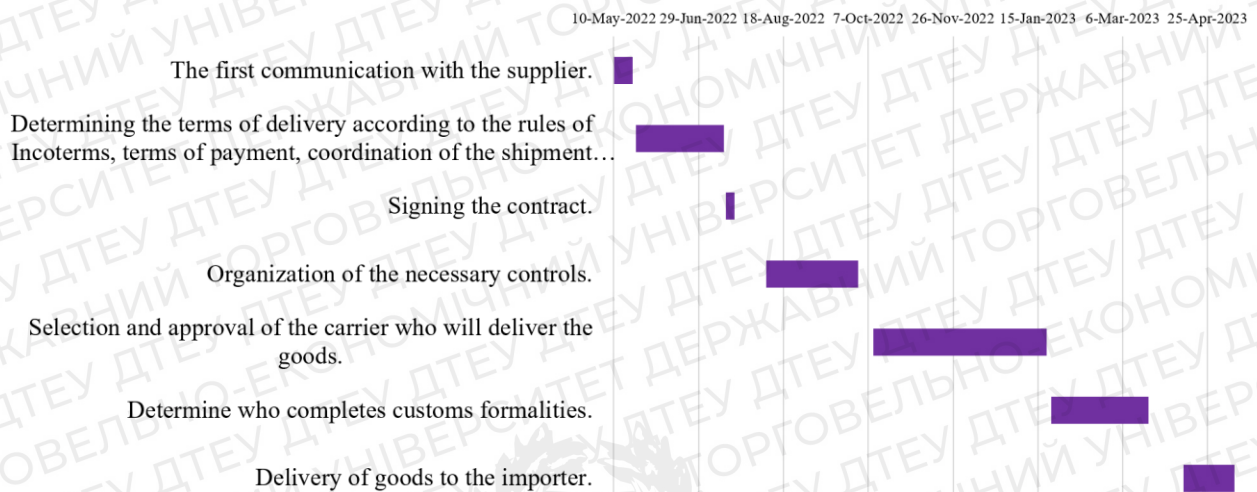 10-May-2022 29-Jun-2022 18-Aug-2022 7-Oct-2022 26-Nov-2022 15-Jan-2023 6-Mar-2023 25-Apr-2023
The first communication with the supplier.
Determining the terms of delivery according to the rules of
Incoterms, terms of payment, coordination of the shipment…
Signing the contract.
Organization of the necessary controls.
Selection and approval of the carrier who will deliver the
goods.
Determine who completes customs formalities.
Delivery of goods to the importer.